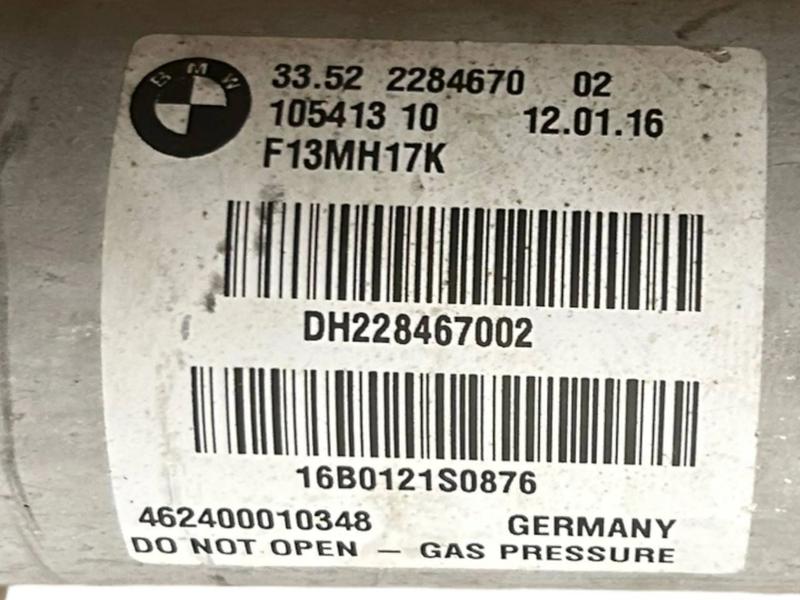 BMW
33.52 2284670 02
105413 10 12.01.16
F13MH17K
DH228467002
16B0121S0876
462400010348 GERMANY
DO NOT OPEN — GAS PRESSURE